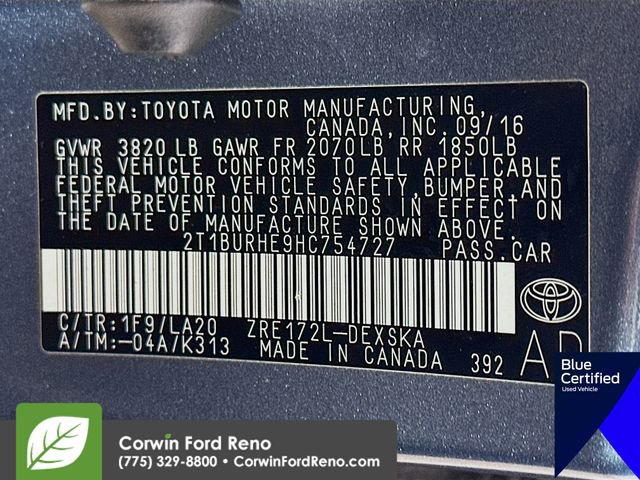 MFD.BY:TOYOTA MOTOR MANUFACTURING,
CANADA,INC.09/16
GVWR 3820 LB GAWR FR 2070LB RR 1850LB
THIS VEHICLE CONFORMS TO ALL APPLICABLE
FEDERAL MOTOR VEHICLE SAFETY,BUMPER,AND
THEFT PREVENTION STANDARDS IN EFFECT ON
THE DATE OF MANUFACTURE SHOWN ABOVE.
2T1BURHE9HC754727 PASS.CAR
C/TR:1F9/LA20 ZRE172L-DEXSKA
A/TM:-04A/K313 MADE IN CANADA 392
Blue
Certified
Used Vehicle
Corwin Ford Reno
(775) 329-8800 • CorwinFordReno.com